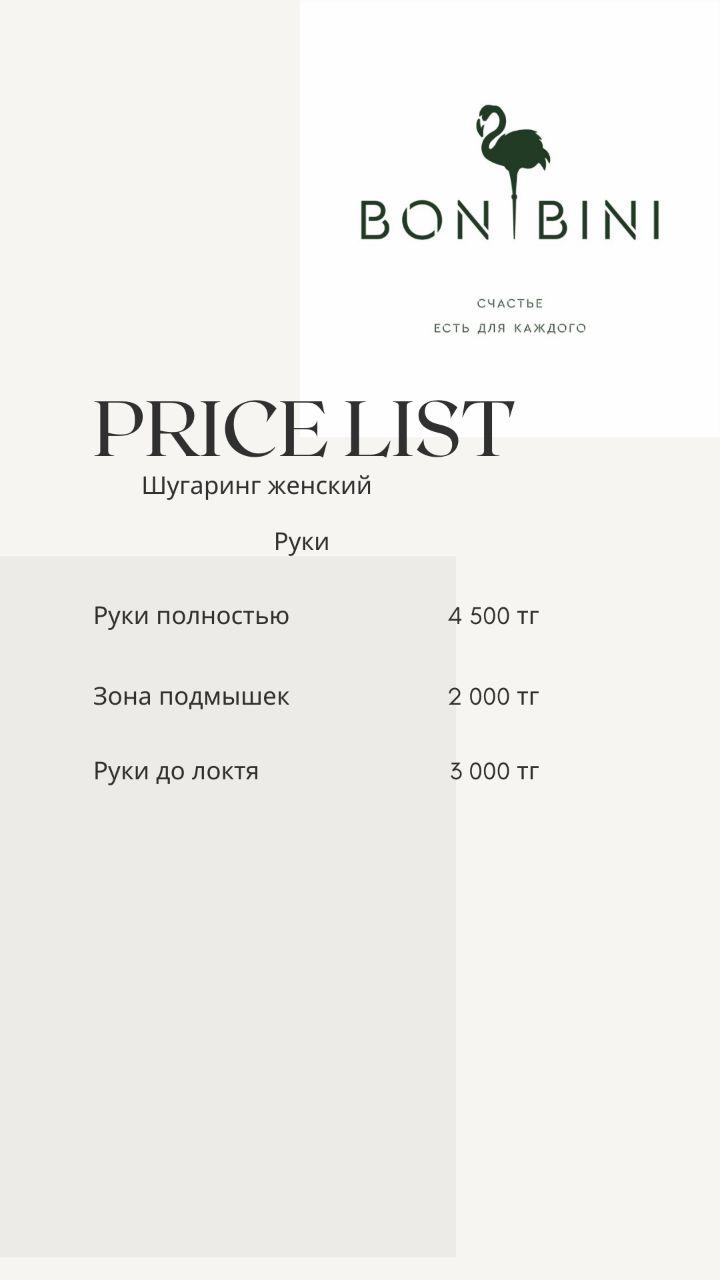 BON BINI
СЧАСТЬЕ
ЕСТЬ ДЛЯ КАЖДОГО
PRICE LIST
Шугаринг женский
Руки
Руки полностью 4 500 тг
Зона подмышек 2 000 тг
Руки до локтя 3 000 тг